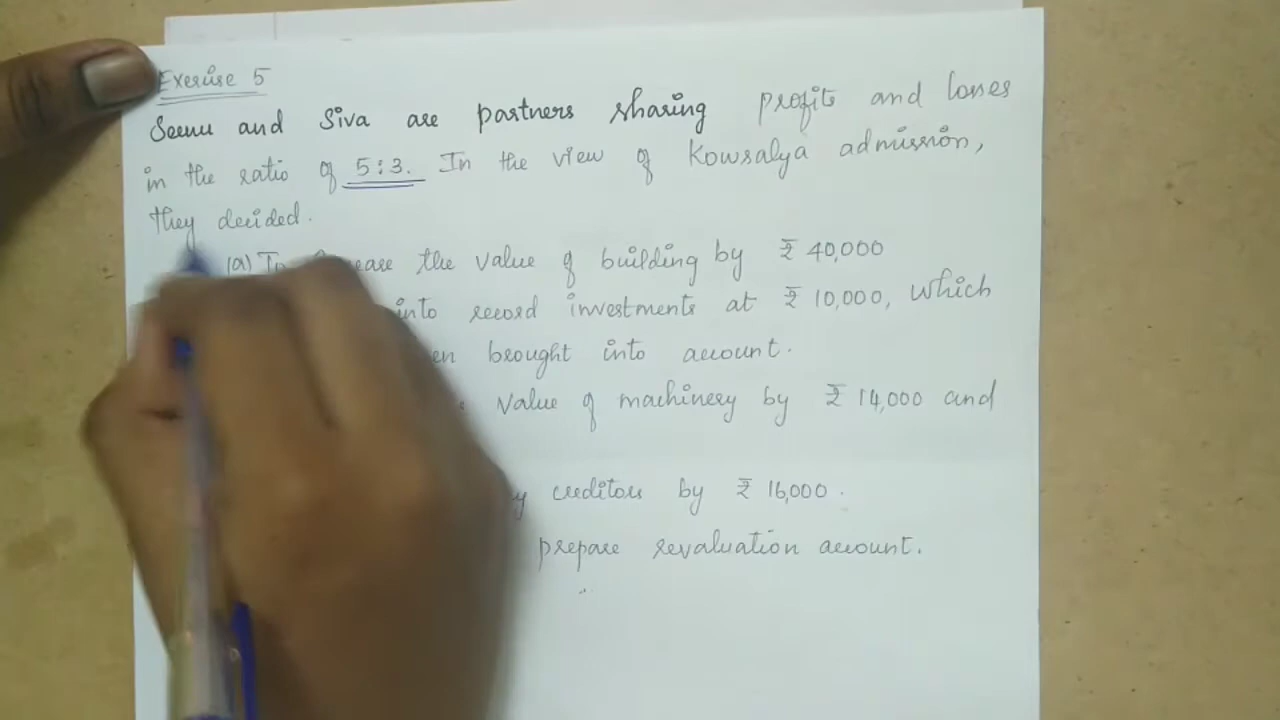 Exercise 5
Seenu and Siva are partners sharing profits and losses
in the ratio of 5:3. In the view of Kowsalya admission,
they decided.
(a) To the value of building by ₹ 40,000
into record investments at ₹ 10,000, which
brought into account.
value of machinery by ₹ 14,000 and
creditors by ₹ 16,000.
prepare revaluation account.